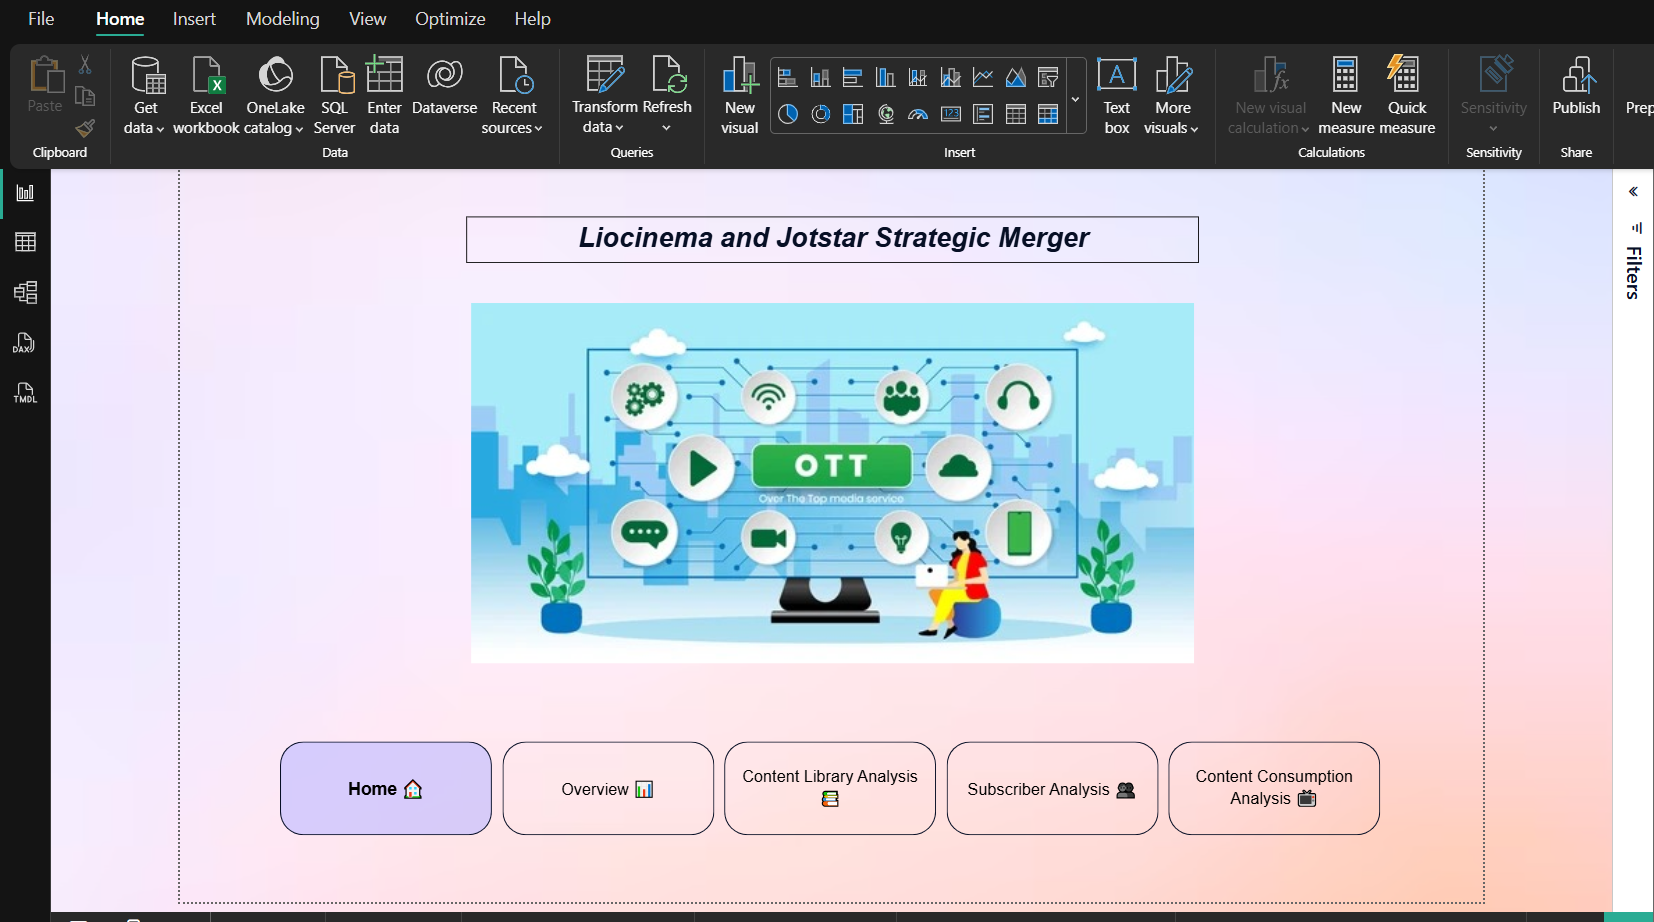 File Home Insert Modeling View Optimize Help
Paste
Get data
Excel workbook
OneLake catalog
SQL Server
Enter data
Dataverse
Recent sources
Transform data
Refresh
New visual
123
A
Text box
More visuals
New visual calculation
New measure
Quick measure
Sensitivity
Publish
Prep
Clipboard
Data
Queries
Insert
Calculations
Sensitivity
Share
DAX
TMDL
Filters
Liocinema and Jotstar Strategic Merger
OTT
Over The Top media service
Home 🏠
Overview 📊
Content Library Analysis
📚
Subscriber Analysis 👥
Content Consumption
Analysis 📺